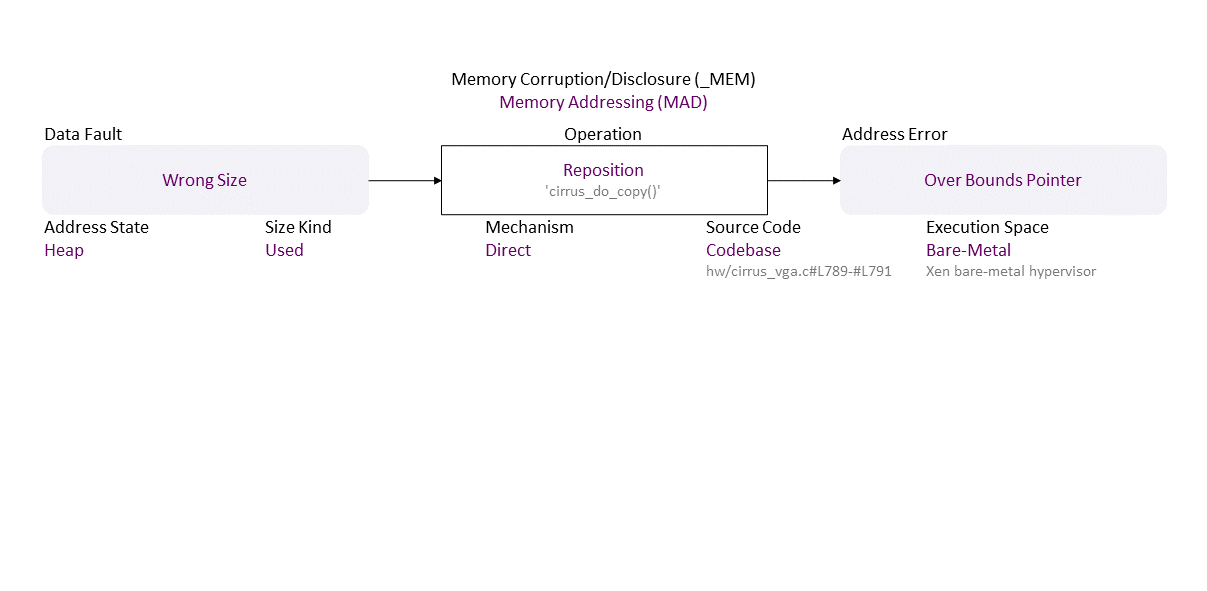 Memory Corruption/Disclosure (_MEM)
Memory Addressing (MAD)
Data Fault
Operation
Address Error
Wrong Size
Reposition
'cirrus_do_copy()'
Over Bounds Pointer
Address State
Size Kind
Mechanism
Source Code
Execution Space
Heap
Used
Direct
Codebase
Bare-Metal
hw/cirrus_vga.c#L789-#L791
Xen bare-metal hypervisor